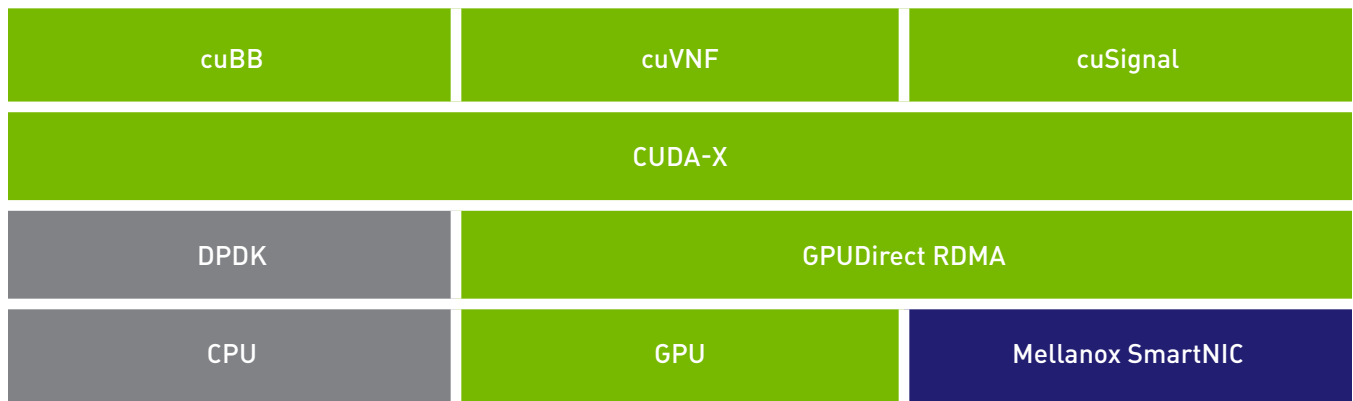 cuBB cuVNF cuSignal
CUDA-X
DPDK GPUDirect RDMA
CPU GPU Mellanox SmartNIC